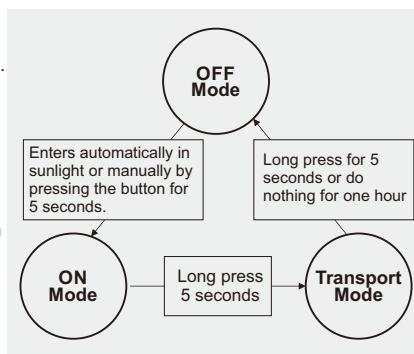 OFF
Mode
Enters automatically in
sunlight or manually by
pressing the button for
5 seconds.
Long press for 5
seconds or do
nothing for one hour
ON
Mode
Long press
5 seconds
Transport
Mode